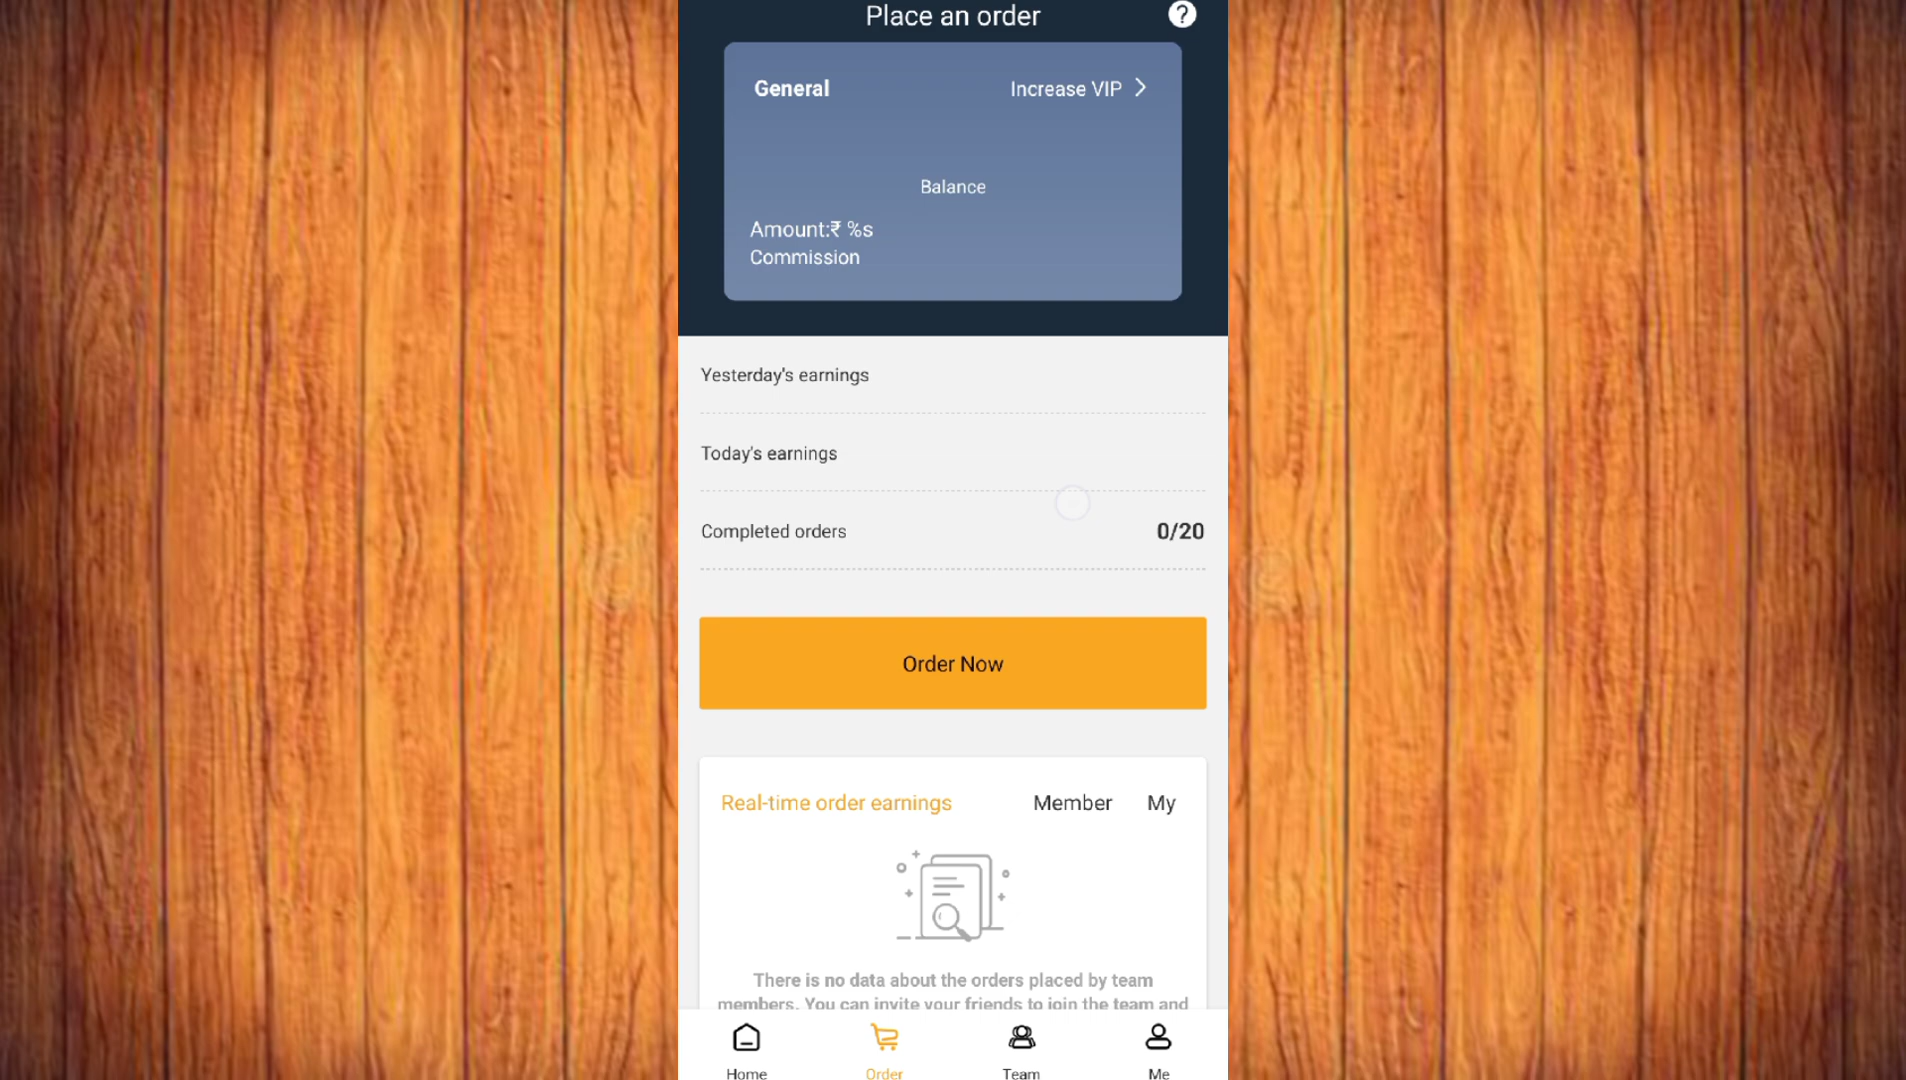 Place an order
?
General
Increase VIP >
Balance
Amount:₹ %s
Commission
Yesterday's earnings
Today's earnings
Completed orders
0/20
Order Now
Real-time order earnings
Member
My
There is no data about the orders placed by team
members. You can invite your friends to join the team and
Home
Order
Team
Me